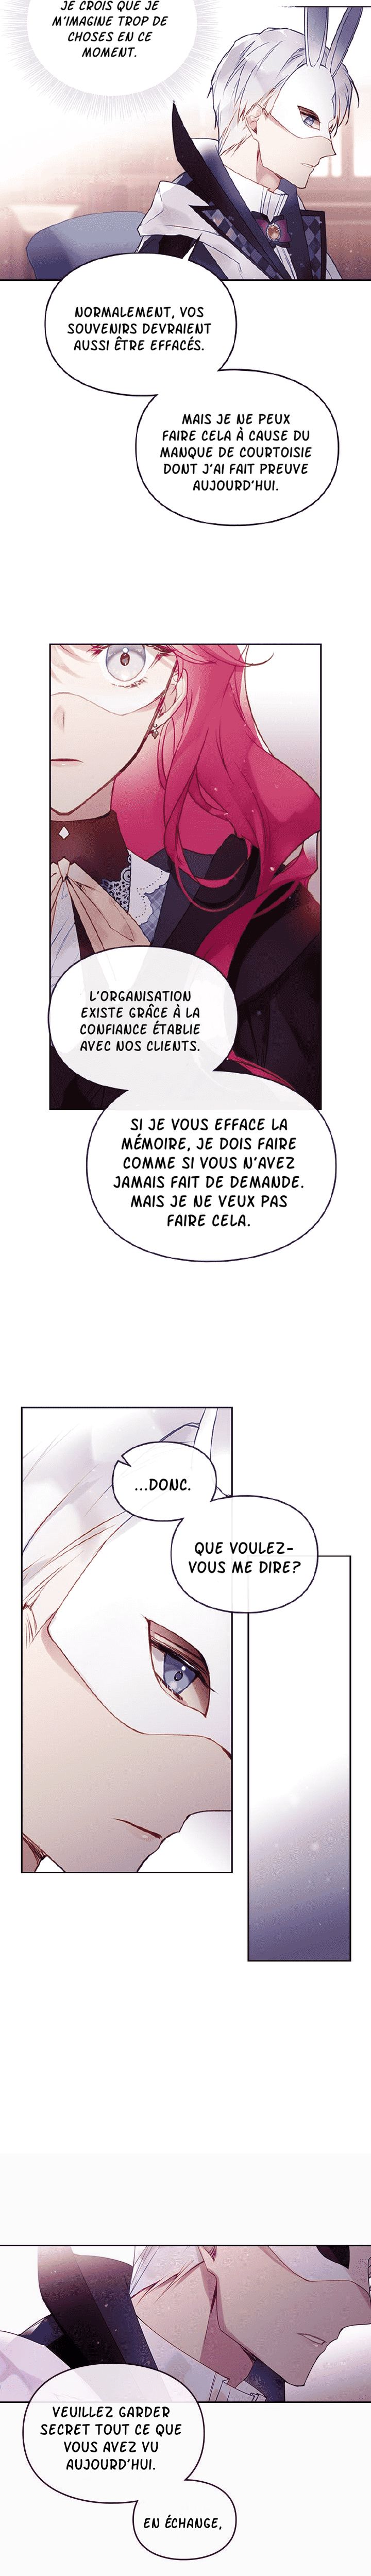 JE CROIS QUE JE
M'IMAGINE TROP DE
CHOSES EN CE
MOMENT.
NORMALEMENT, VOS
SOUVENIRS DEVRAIENT
AUSSI ÊTRE EFFACÉS.
MAIS JE NE PEUX
FAIRE CELA À CAUSE DU
MANQUE DE COURTOISIE
DONT J'AI FAIT PREUVE
AUJOURD'HUI.
L'ORGANISATION
EXISTE GRÂCE À LA
CONFIANCE ÉTABLIE
AVEC NOS CLIENTS.
SI JE VOUS EFFACE LA
MÉMOIRE, JE DOIS FAIRE
COMME SI VOUS N'AVEZ
JAMAIS FAIT DE DEMANDE.
MAIS JE NE VEUX PAS
FAIRE CELA.
...DONC.
QUE VOULEZ-
VOUS ME DIRE?
VEUILLEZ GARDER
SECRET TOUT CE QUE
VOUS AVEZ VU
AUJOURD'HUI.
EN ÉCHANGE,